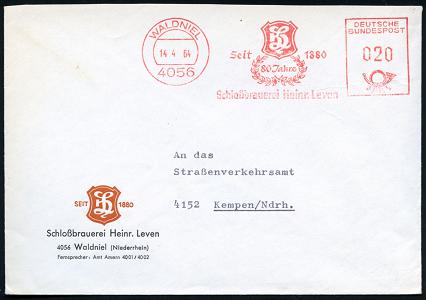 WALDNIEL
14.4.64
4056
Seit 1880
80 Jahre
Schloßbrauerei Heinr. Leven
DEUTSCHE
BUNDESPOST
020
An das
Straßenverkehrsamt
4152 Kempen/Ndrh.
SEIT 1880
Schloßbrauerei Heinr. Leven
4056 Waldniel (Niederrhein)
Fernsprecher: Amt Amern 4001/4002